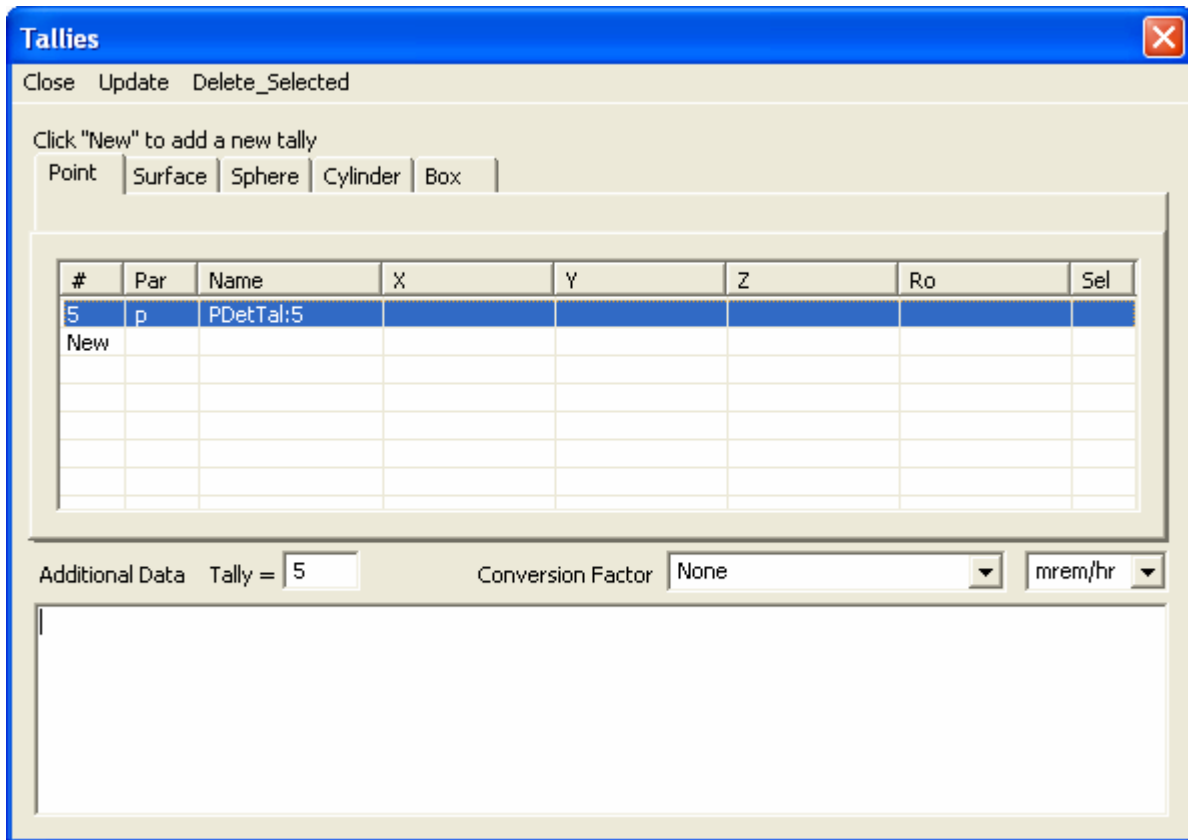 Tallies
Close Update Delete_Selected
Click "New" to add a new tally
Point Surface Sphere Cylinder Box
# Par Name X Y Z Ro Sel
5 p PDetTal:5
New
Additional Data Tally = 5 Conversion Factor None mrem/hr